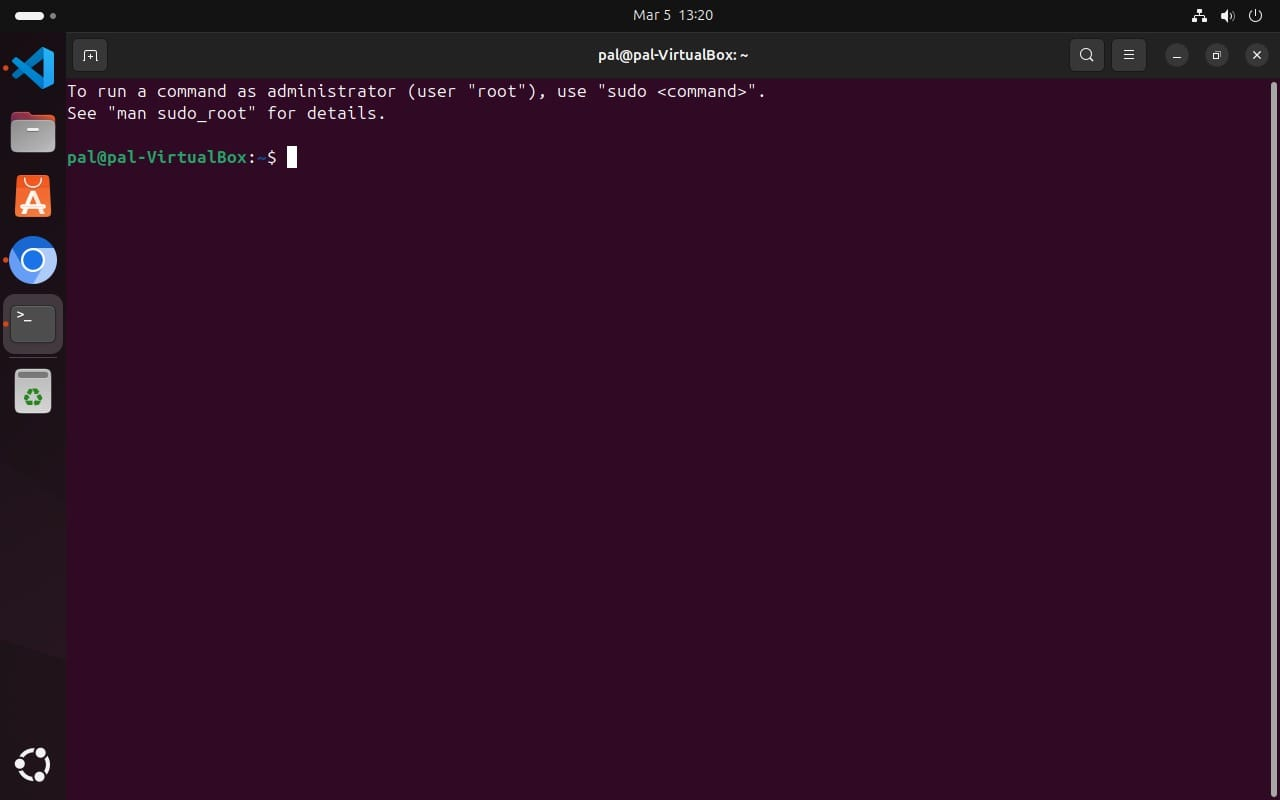 Mar 5 13:20
pal@pal-VirtualBox: ~
To run a command as administrator (user "root"), use "sudo <command>".
See "man sudo_root" for details.
pal@pal-VirtualBox:~$
>_